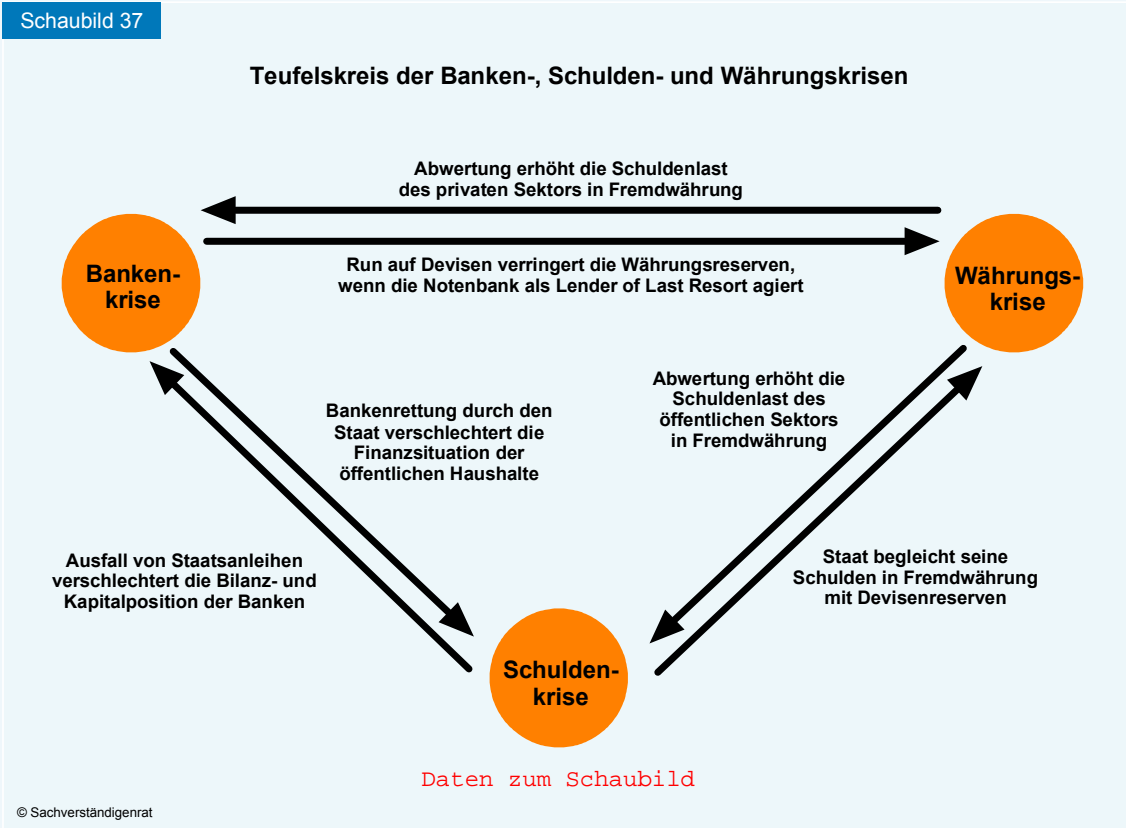 Schaubild 37
Teufelskreis der Banken-, Schulden- und Währungskrisen
Abwertung erhöht die Schuldenlast
des privaten Sektors in Fremdwährung
Banken-
krise
Run auf Devisen verringert die Währungsreserven,
wenn die Notenbank als Lender of Last Resort agiert
Währungs-
krise
Bankenrettung durch den
Staat verschlechtert die
Finanzsituation der
öffentlichen Haushalte
Abwertung erhöht die
Schuldenlast des
öffentlichen Sektors
in Fremdwährung
Ausfall von Staatsanleihen
verschlechtert die Bilanz- und
Kapitalposition der Banken
Staat begleicht seine
Schulden in Fremdwährung
mit Devisenreserven
Schulden-
krise
Daten zum Schaubild
© Sachverständigenrat